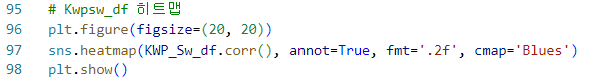 95 # Kwpsw_df 히트맵
96 plt.figure(figsize=(20, 20))
97 sns.heatmap(KWP_Sw_df.corr(), annot=True, fmt='.2f', cmap='Blues')
98 plt.show()